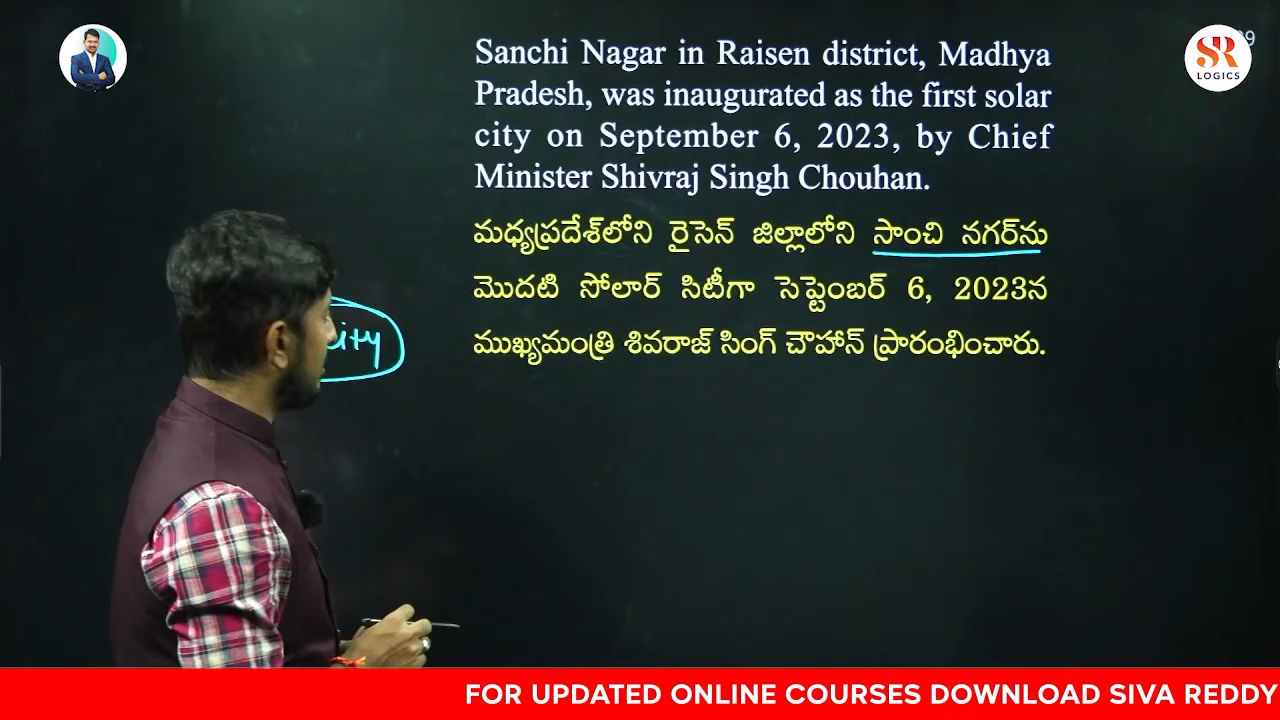 SR
LOGICS
Sanchi Nagar in Raisen district, Madhya
Pradesh, was inaugurated as the first solar
city on September 6, 2023, by Chief
Minister Shivraj Singh Chouhan.
మధ్యప్రదేశ్‌లోని రైసెన్ జిల్లాలోని సాంచి నగర్‌ను
మొదటి సోలార్ సిటీగా సెప్టెంబర్ 6, 2023న
ముఖ్యమంత్రి శివరాజ్ సింగ్ చౌహాన్ ప్రారంభించారు.
FOR UPDATED ONLINE COURSES DOWNLOAD SIVA REDDY